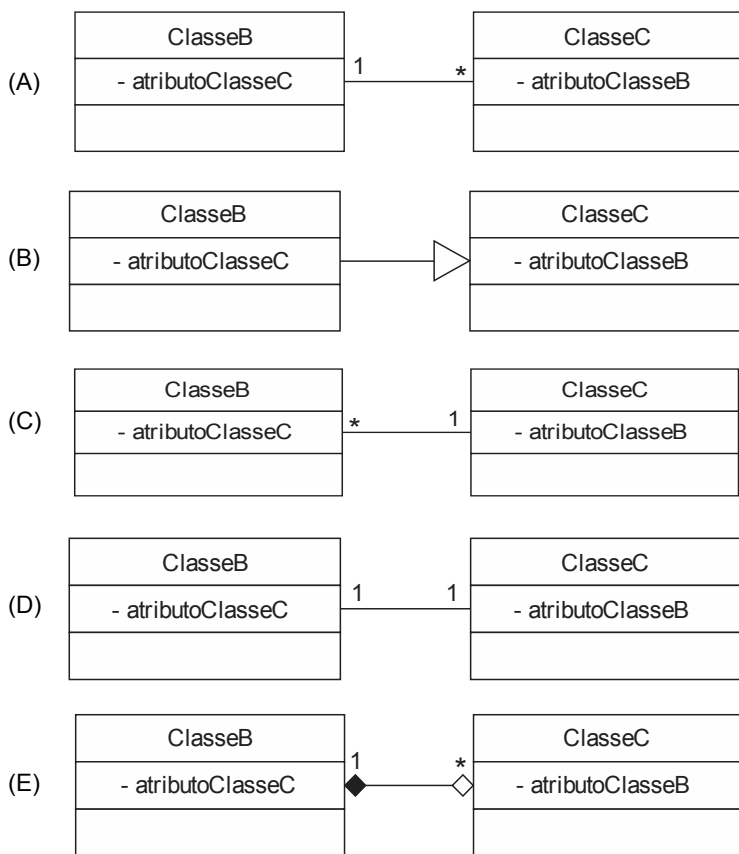 ClasseB ClasseC
(A) - atributoClasseC 1 * - atributoClasseB
ClasseB ClasseC
(B) - atributoClasseC - atributoClasseB
ClasseB ClasseC
(C) - atributoClasseC * 1 - atributoClasseB
ClasseB ClasseC
(D) - atributoClasseC 1 1 - atributoClasseB
ClasseB ClasseC
(E) - atributoClasseC 1 * - atributoClasseB